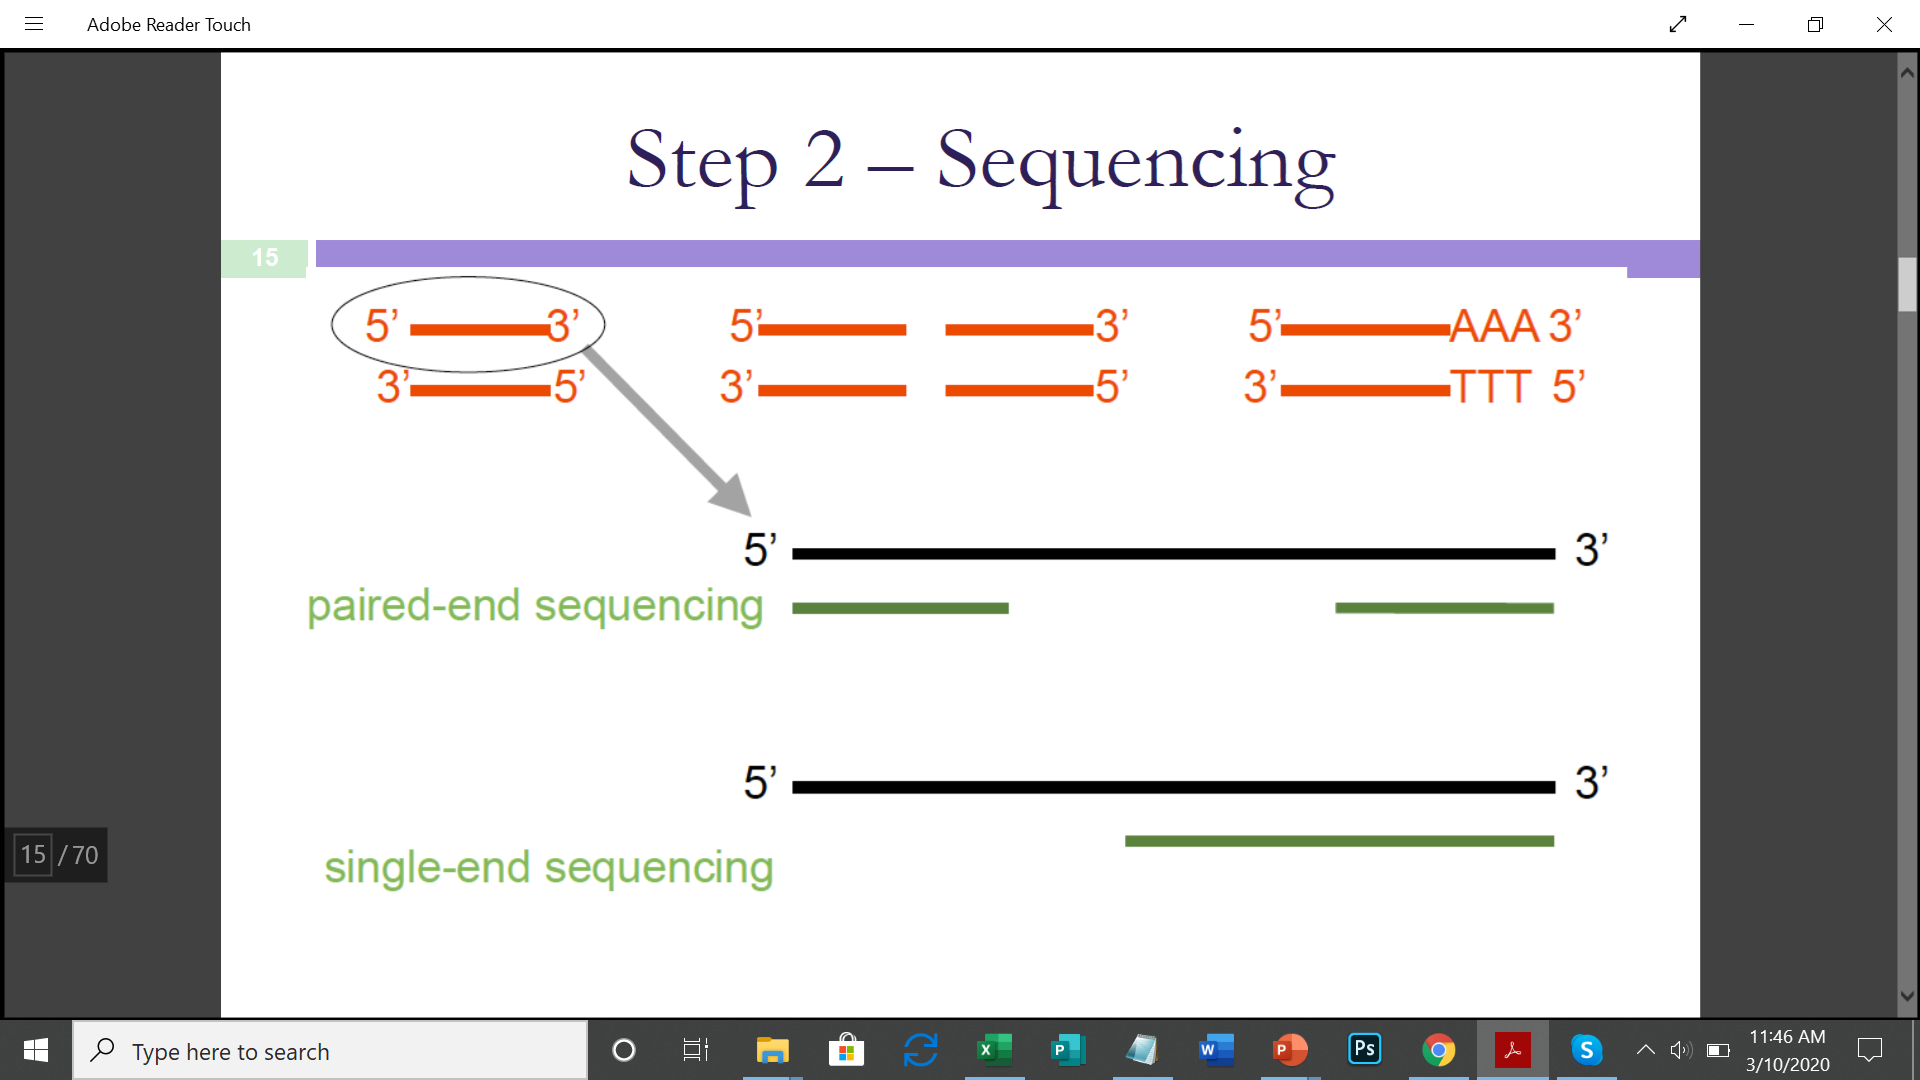 Adobe Reader Touch
Step 2 – Sequencing
15
5’ 3’ 5’ 3’ 5’ AAA 3’
3’ 5’ 3’ 5’ 3’ TTT 5’
5’ 3’
paired-end sequencing
5’ 3’
15 / 70
single-end sequencing
Type here to search
Ps
11:46 AM
3/10/2020